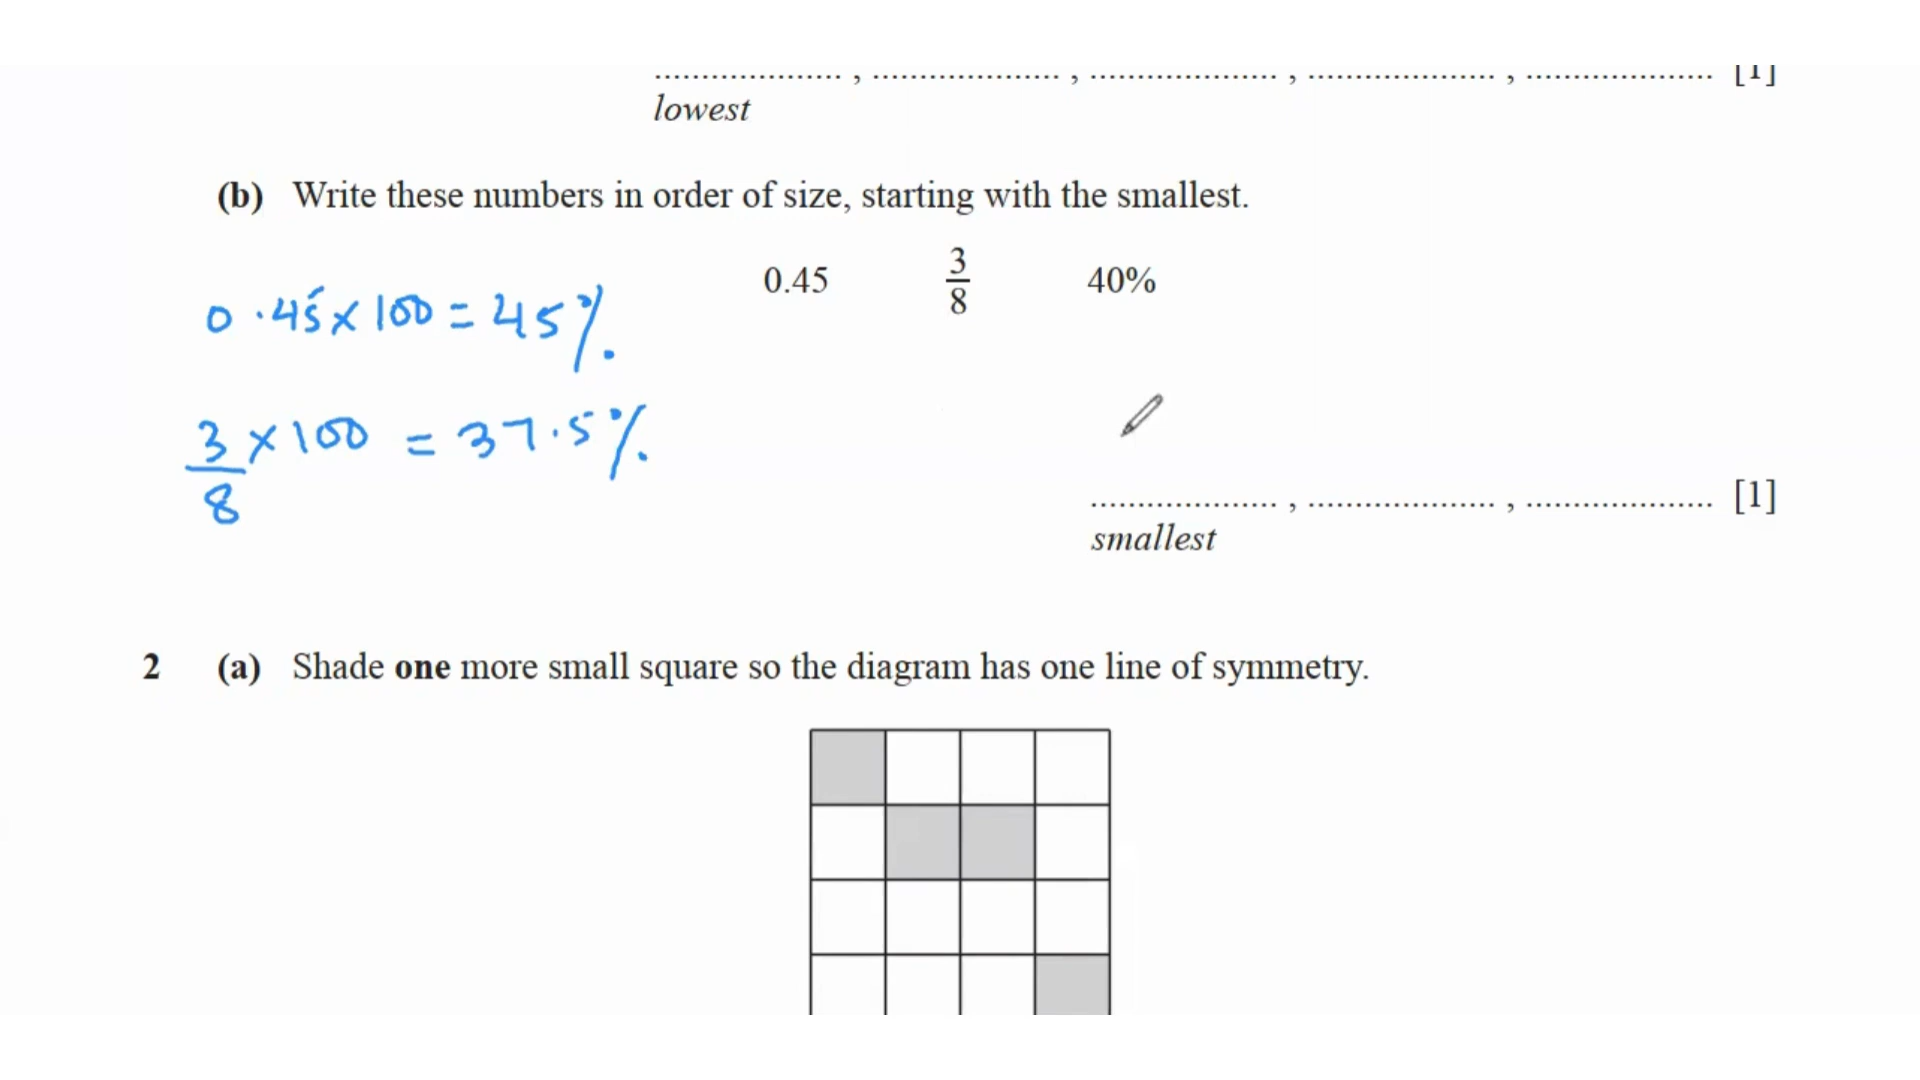 .................... , .................... , .................... , .................... , .................... [1]
lowest
(b) Write these numbers in order of size, starting with the smallest.
0.45 3/8 40%
0.45 × 100 = 45%
3/8 × 100 = 37.5%
.................... , .................... , .................... [1]
smallest
2 (a) Shade one more small square so the diagram has one line of symmetry.